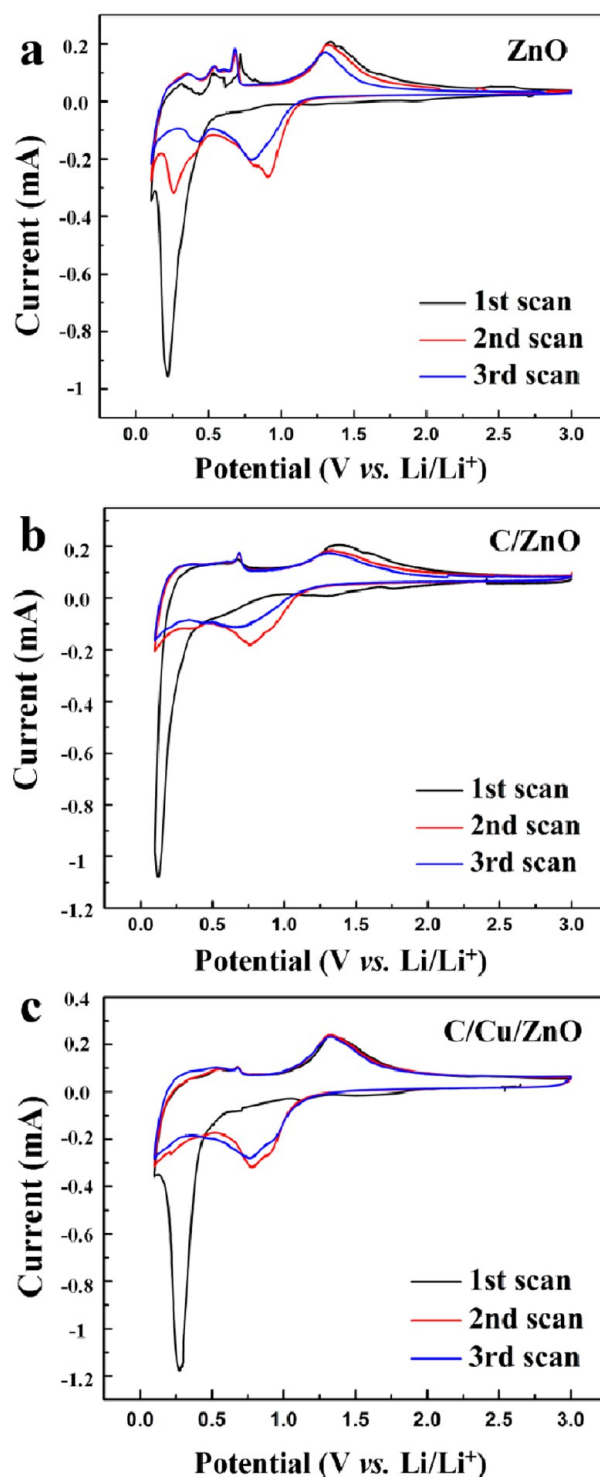 a
ZnO
0.2
0.0
-0.2
-0.4
-0.6
-0.8
-1
Current (mA)
1st scan
2nd scan
3rd scan
0.0 0.5 1.0 1.5 2.0 2.5 3.0
Potential (V vs. Li/Li⁺)
b
C/ZnO
0.2
0.0
-0.2
-0.4
-0.6
-0.8
-1
-1.2
Current (mA)
1st scan
2nd scan
3rd scan
0.0 0.5 1.0 1.5 2.0 2.5 3.0
Potential (V vs. Li/Li⁺)
c
C/Cu/ZnO
0.4
0.2
0.0
-0.2
-0.4
-0.6
-0.8
-1
-1.2
Current (mA)
1st scan
2nd scan
3rd scan
0.0 0.5 1.0 1.5 2.0 2.5 3.0
Potential (V vs. Li/Li⁺)